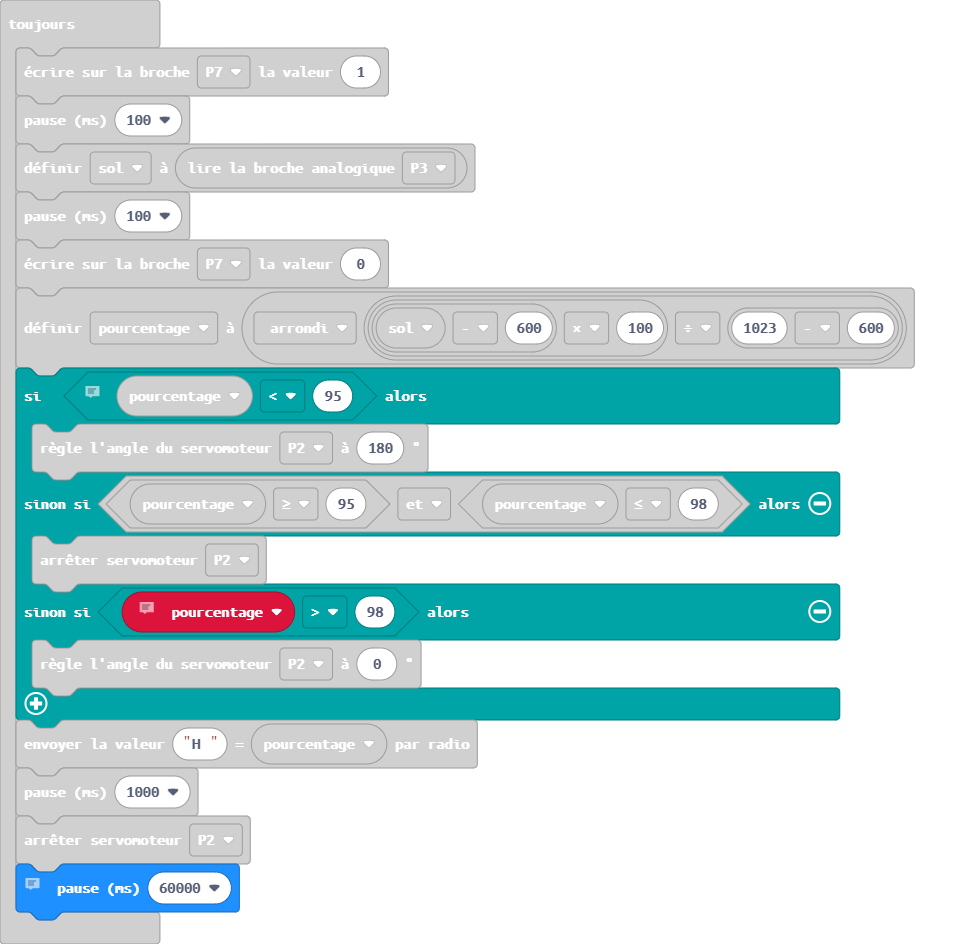 toujours
écrire sur la broche P7 la valeur 1
pause (ms) 100
définir sol à lire la broche analogique P3
pause (ms) 100
écrire sur la broche P7 la valeur 0
définir pourcentage à arrondi sol - 600 x 100 ÷ 1023 - 600
si pourcentage < 95 alors
règle l'angle du servomoteur P2 à 180 °
sinon si pourcentage ≥ 95 et pourcentage ≤ 98 alors
arrêter servomoteur P2
sinon si pourcentage > 98 alors
règle l'angle du servomoteur P2 à 0 °
envoyer la valeur "H " = pourcentage par radio
pause (ms) 1000
arrêter servomoteur P2
pause (ms) 60000